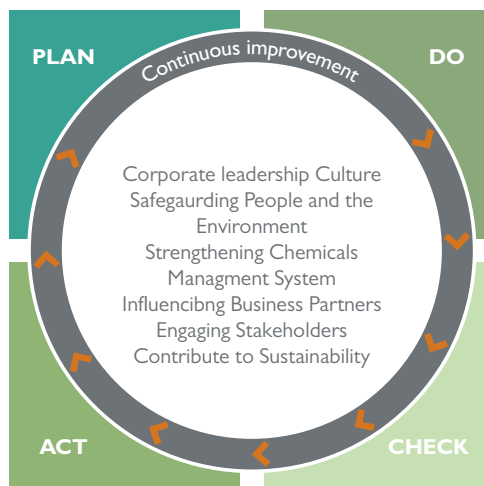 PLAN
Continuous improvement
DO
Corporate leadership Culture
Safegaurding People and the
Environment
Strengthening Chemicals
Managment System
Influencibng Business Partners
Engaging Stakeholders
Contribute to Sustainability
ACT
CHECK